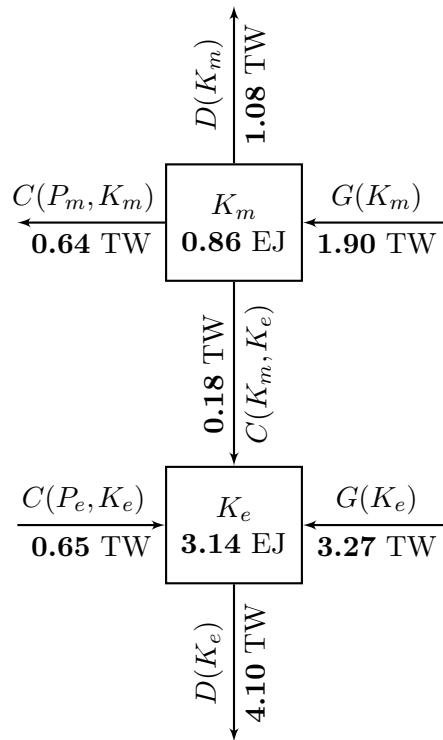 D(K_m)
1.08 TW
C(P_m, K_m)
0.64 TW
K_m
0.86 EJ
G(K_m)
1.90 TW
0.18 TW
C(K_m, K_e)
C(P_e, K_e)
0.65 TW
K_e
3.14 EJ
G(K_e)
3.27 TW
D(K_e)
4.10 TW